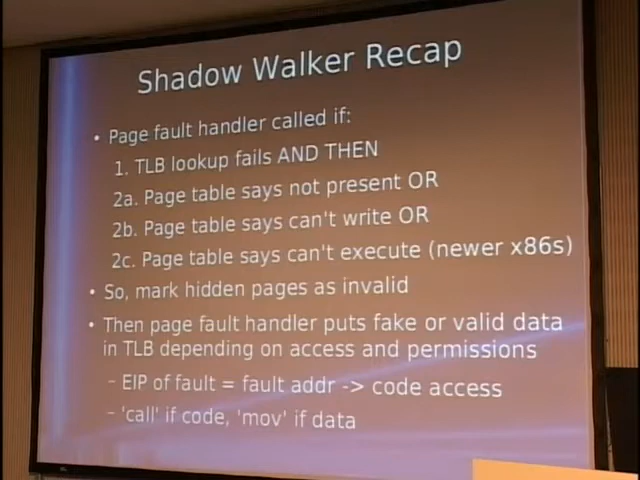 Shadow Walker Recap
• Page fault handler called if:
1. TLB lookup fails AND THEN
2a. Page table says not present OR
2b. Page table says can't write OR
2c. Page table says can't execute (newer x86s)
• So, mark hidden pages as invalid
• Then page fault handler puts fake or valid data
in TLB depending on access and permissions
– EIP of fault = fault addr -> code access
– 'call' if code, 'mov' if data